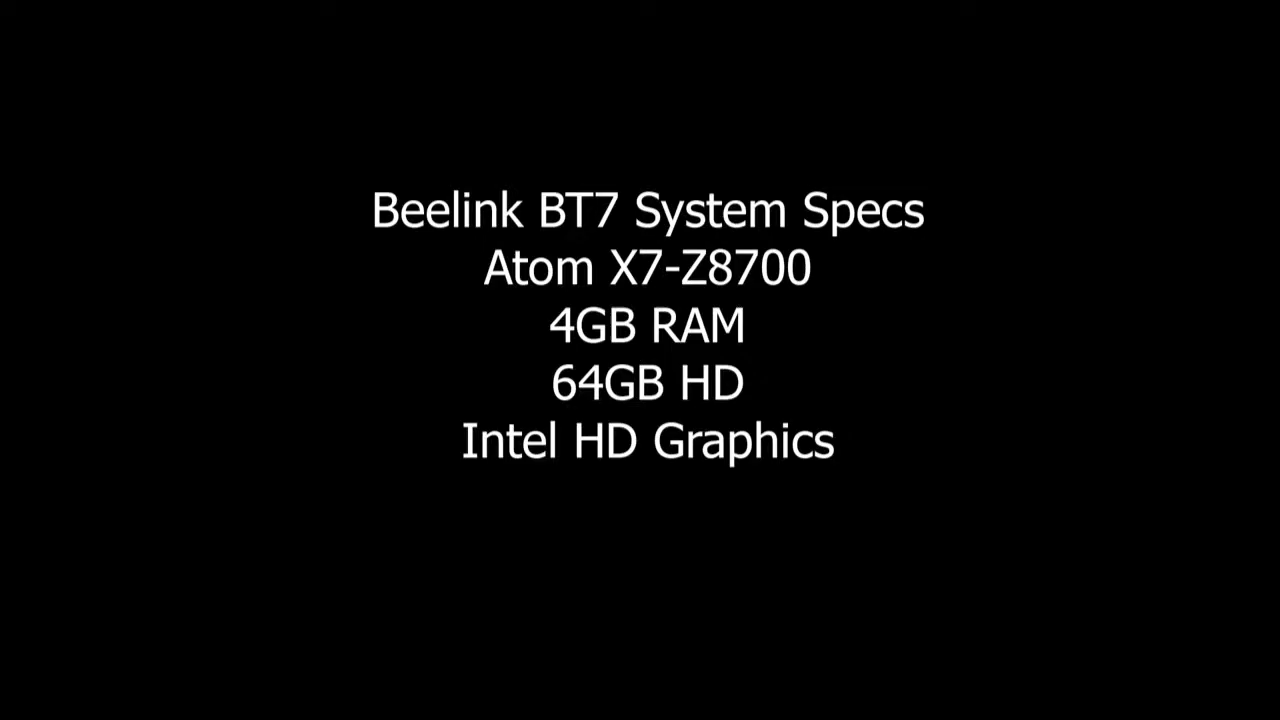 Beelink BT7 System Specs
Atom X7-Z8700
4GB RAM
64GB HD
Intel HD Graphics